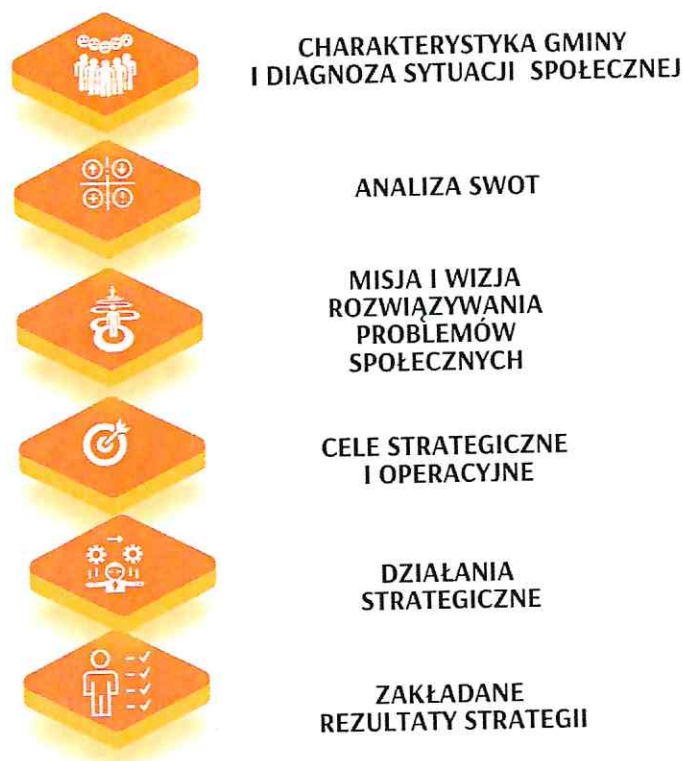 CHARAKTERYSTYKA GMINY
I DIAGNOZA SYTUACJI SPOŁECZNEJ
ANALIZA SWOT
MISJA I WIZJA
ROZWIĄZYWANIA
PROBLEMÓW
SPOŁECZNYCH
CELE STRATEGICZNE
I OPERACYJNE
DZIAŁANIA
STRATEGICZNE
ZAKŁADANE
REZULTATY STRATEGII